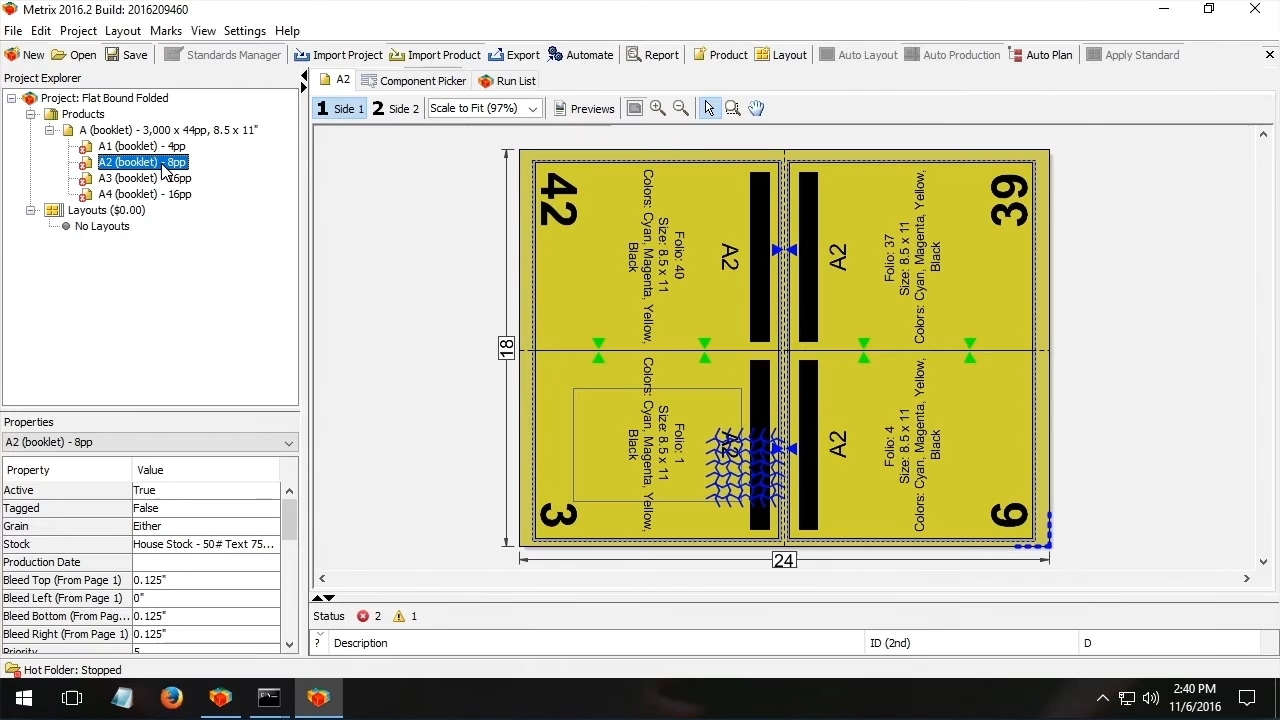 Metrix 2016.2 Build: 2016209460
File Edit Project Layout Marks View Settings Help
New Open Save Standards Manager Import Project Import Product Export Automate Report Product Layout Auto Layout Auto Production Auto Plan Apply Standard
Project Explorer
Project: Flat Bound Folded
Products
A (booklet) - 3,000 x 44pp, 8.5 x 11"
A1 (booklet) - 4pp
A2 (booklet) - 8pp
A3 (booklet) - 16pp
A4 (booklet) - 16pp
Layouts ($0.00)
No Layouts
Properties
A2 (booklet) - 8pp
Property Value
Active True
Tagged False
Grain Either
Stock House Stock - 50# Text 75...
Production Date
Bleed Top (From Page 1) 0.125"
Bleed Left (From Page 1) 0"
Bleed Bottom (From Pag... 0.125"
Bleed Right (From Page 1) 0.125"
Priority 5
A2 Component Picker Run List
1 Side 1 2 Side 2 Scale to Fit (97%) Previews
42
Folio: 40
Size: 8.5 x 11
Colors: Cyan, Magenta, Yellow,
Black
A2
39
Folio: 37
Size: 8.5 x 11
Colors: Cyan, Magenta, Yellow,
Black
A2
3
Folio: 1
Size: 8.5 x 11
Colors: Cyan, Magenta, Yellow,
Black
6
Folio: 4
Size: 8.5 x 11
Colors: Cyan, Magenta, Yellow,
Black
A2
18
24
Status 2 1
? Description ID (2nd) D
Hot Folder: Stopped
2:40 PM
11/6/2016